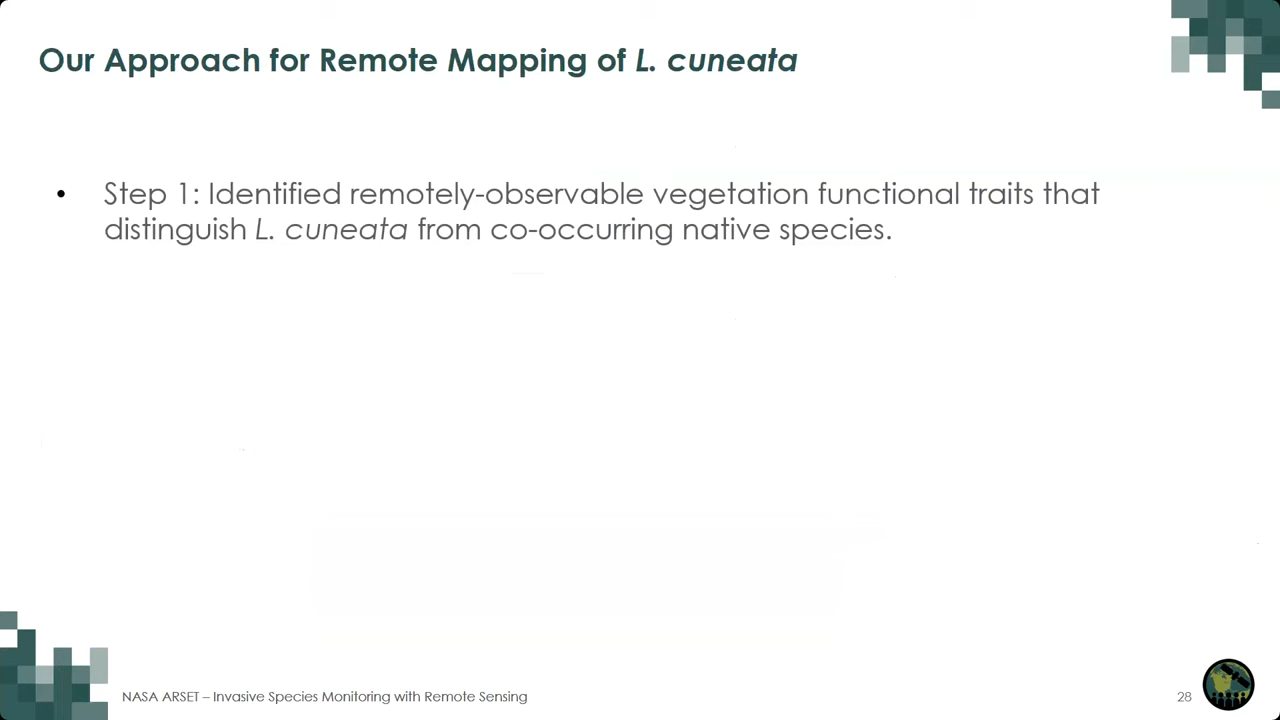 Our Approach for Remote Mapping of L. cuneata
• Step 1: Identified remotely-observable vegetation functional traits that
distinguish L. cuneata from co-occurring native species.
NASA ARSET – Invasive Species Monitoring with Remote Sensing
28